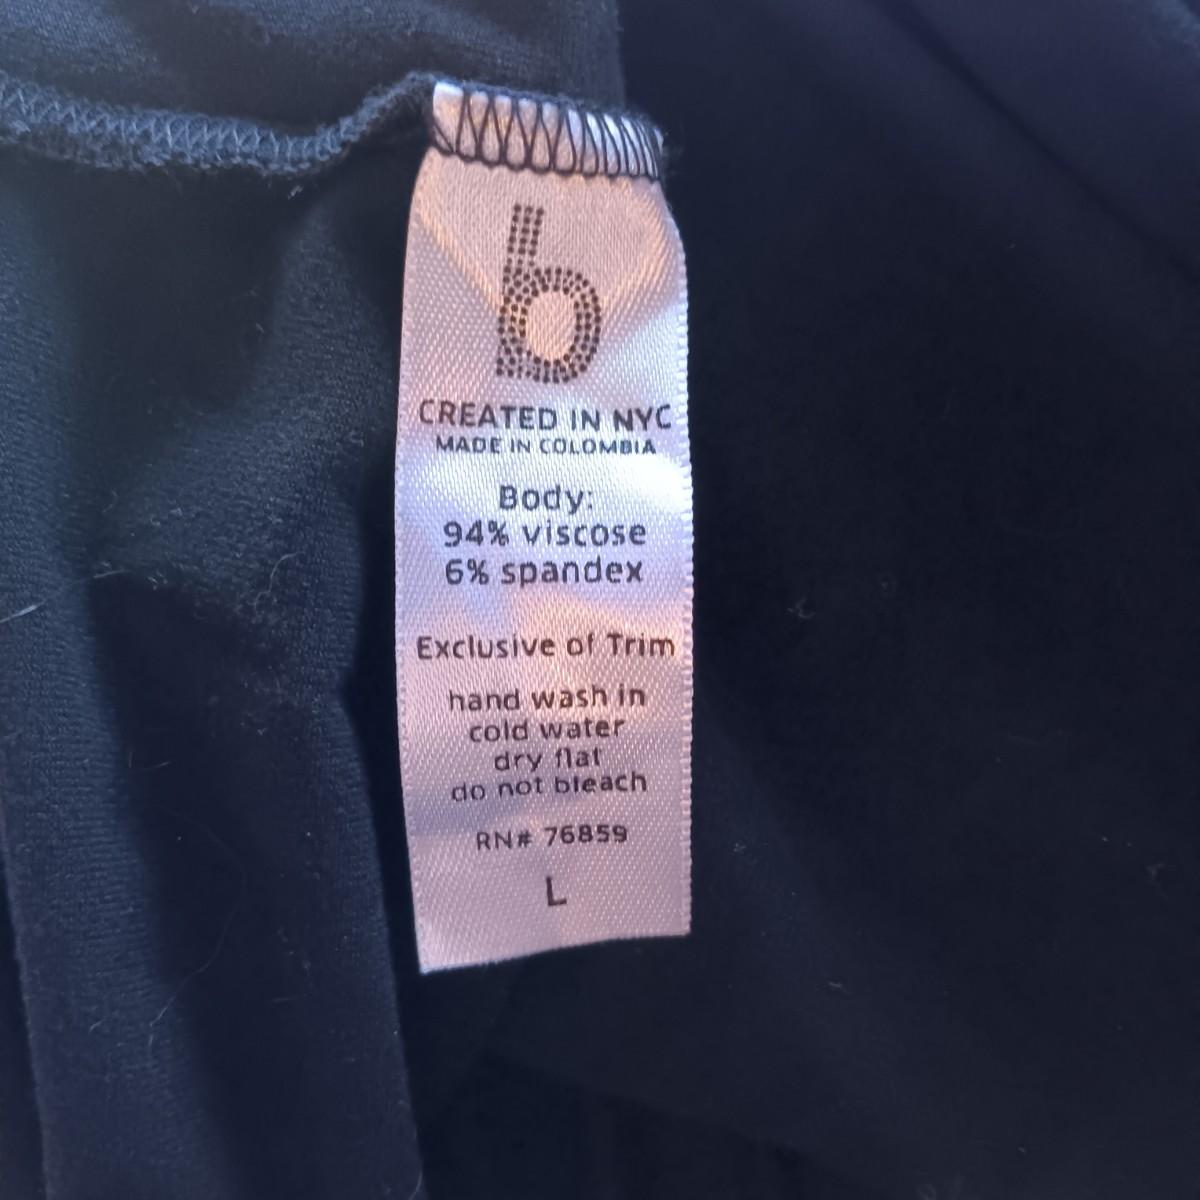 b
CREATED IN NYC
MADE IN COLOMBIA
Body:
94% viscose
6% spandex
Exclusive of Trim
hand wash in
cold water
dry flat
do not bleach
RN# 76859
L